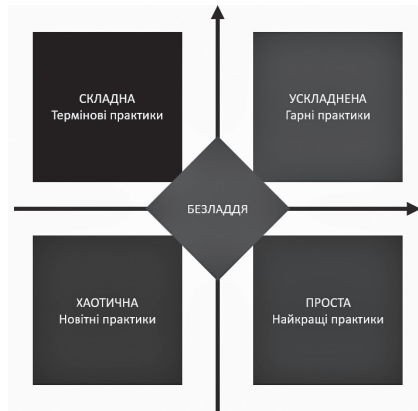 СКЛАДНА
Термінові практики
УСКЛАДНЕНА
Гарні практики
БЕЗЛАДДЯ
ХАОТИЧНА
Новітні практики
ПРОСТА
Найкращі практики